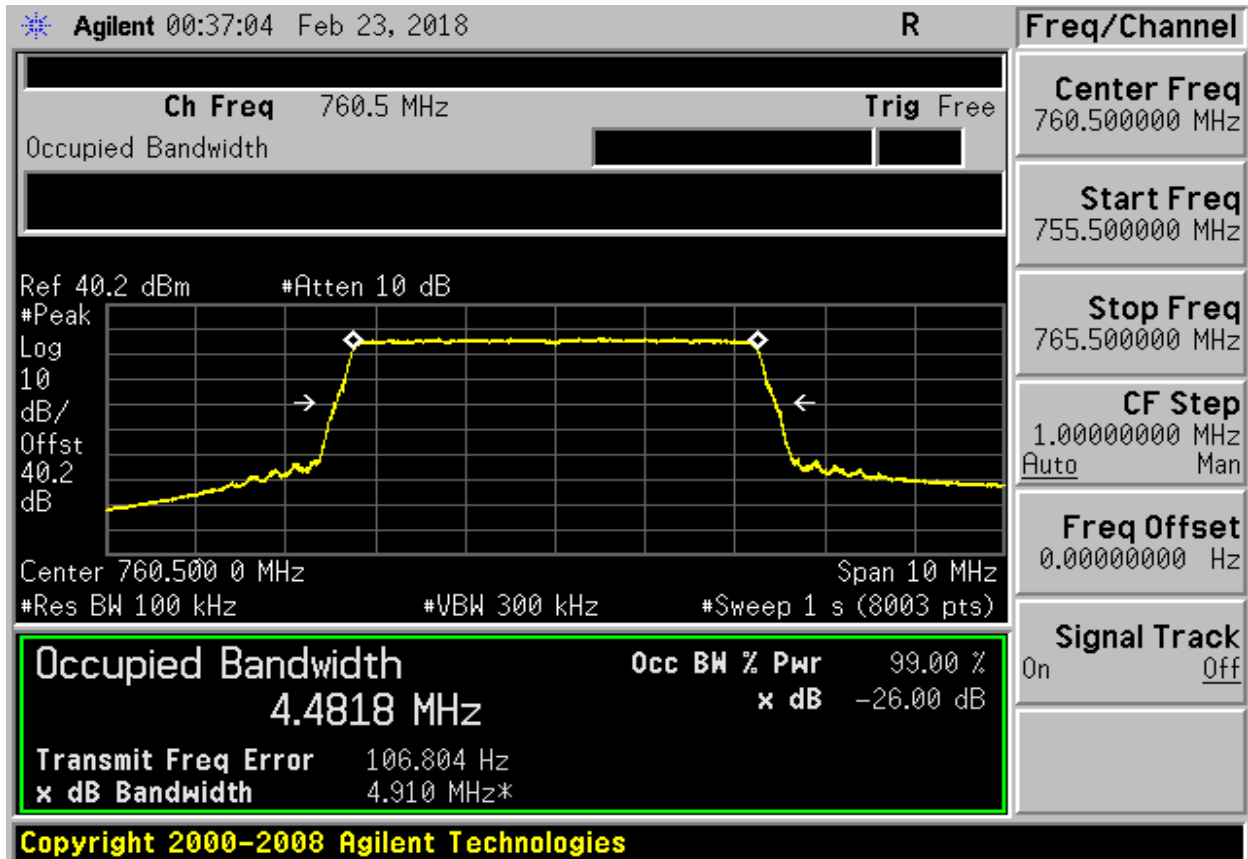 Agilent 00:37:04 Feb 23, 2018 R
Freq/Channel
Ch Freq 760.5 MHz Trig Free
Occupied Bandwidth
Center Freq
760.500000 MHz
Start Freq
755.500000 MHz
Stop Freq
765.500000 MHz
CF Step
1.00000000 MHz
Auto Man
Freq Offset
0.00000000 Hz
Signal Track
On Off
Ref 40.2 dBm #Atten 10 dB
#Peak
Log
10
dB/
Offst
40.2
dB
Center 760.500 0 MHz Span 10 MHz
#Res BW 100 kHz #VBW 300 kHz #Sweep 1 s (8003 pts)
Occupied Bandwidth Occ BW % Pwr 99.00 %
4.4818 MHz x dB -26.00 dB
Transmit Freq Error 106.804 Hz
x dB Bandwidth 4.910 MHz*
Copyright 2000-2008 Agilent Technologies